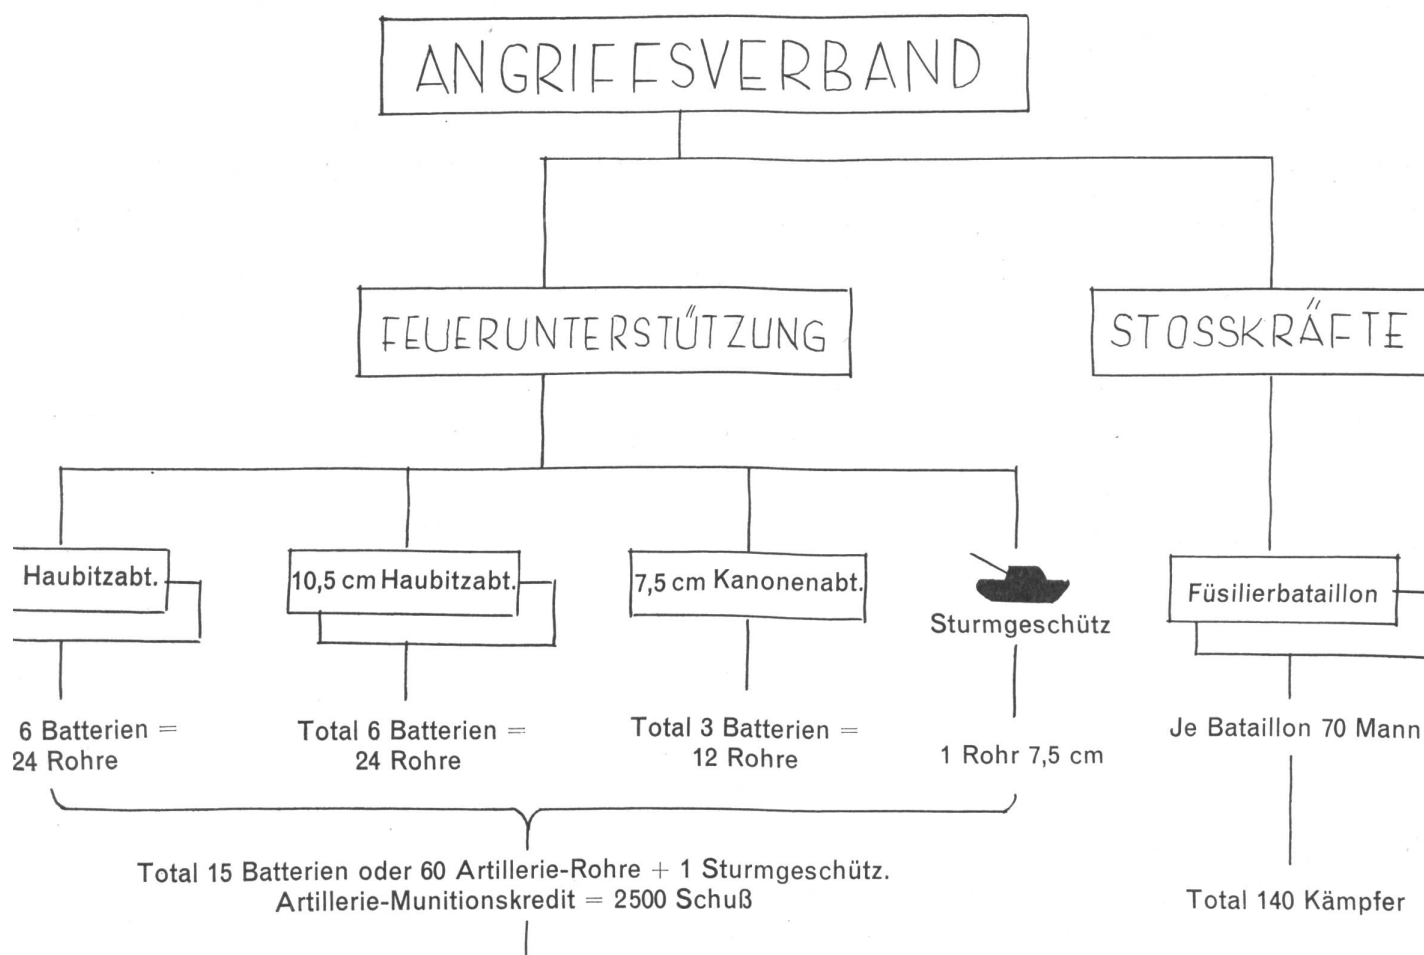 ANGRIFFSVERBAND
FEUERUNTERSTÜTZUNG
STOSSKRÄFTE
Haubitzabt.
10,5 cm Haubitzabt.
7,5 cm Kanonenabt.
Sturmgeschütz
Füsilierbataillon
6 Batterien =
24 Rohre
Total 6 Batterien =
24 Rohre
Total 3 Batterien =
12 Rohre
1 Rohr 7,5 cm
Je Bataillon 70 Mann
Total 15 Batterien oder 60 Artillerie-Rohre + 1 Sturmgeschütz.
Artillerie-Munitionskredit = 2500 Schuß
Total 140 Kämpfer